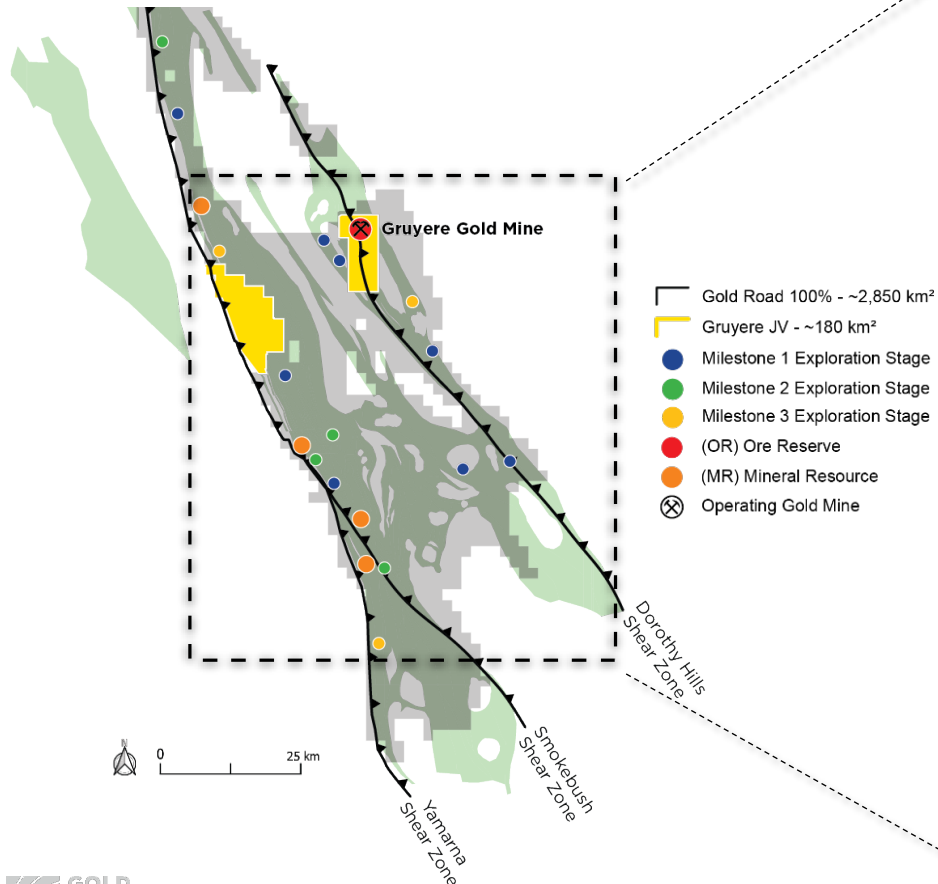 Gruyere Gold Mine
Gold Road 100% - ~2,850 km²
Gruyere JV - ~180 km²
Milestone 1 Exploration Stage
Milestone 2 Exploration Stage
Milestone 3 Exploration Stage
(OR) Ore Reserve
(MR) Mineral Resource
Operating Gold Mine
Dorothy Hills
Shear Zone
Smokebush
Shear Zone
Yamarna
Shear Zone
N
0
25 km
GOLD